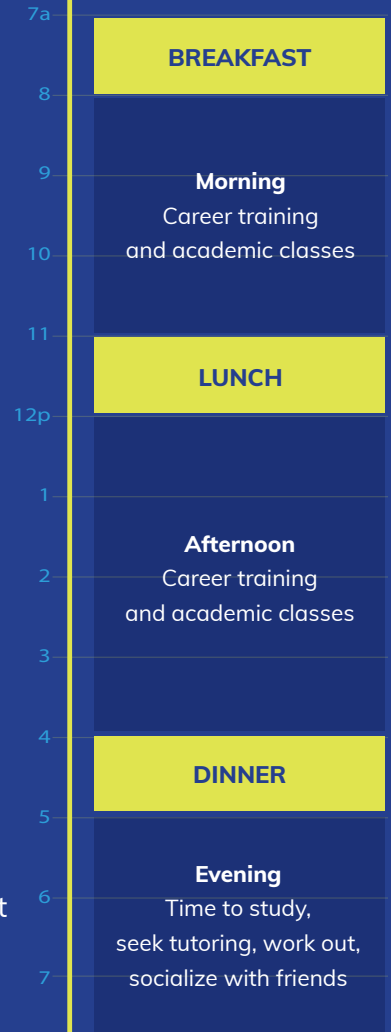 7a
BREAKFAST
8
9
Morning
Career training
10
and academic classes
11
LUNCH
12p
1
Afternoon
2
Career training
and academic classes
3
4
DINNER
5
Evening
6
t
Time to study,
seek tutoring, work out,
7
socialize with friends